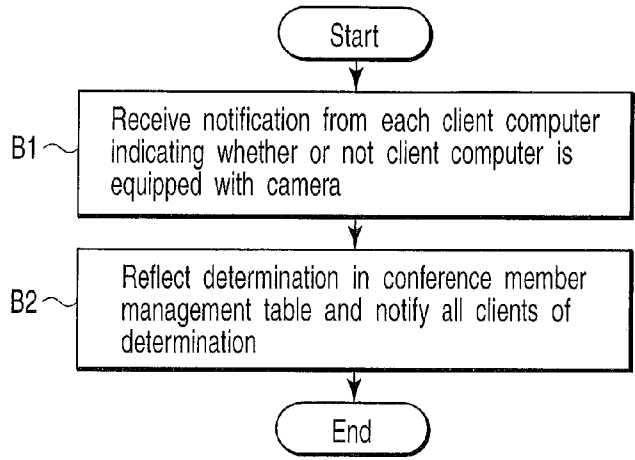 Start
B1
Receive notification from each client computer
indicating whether or not client computer is
equipped with camera
B2
Reflect determination in conference member
management table and notify all clients of
determination
End